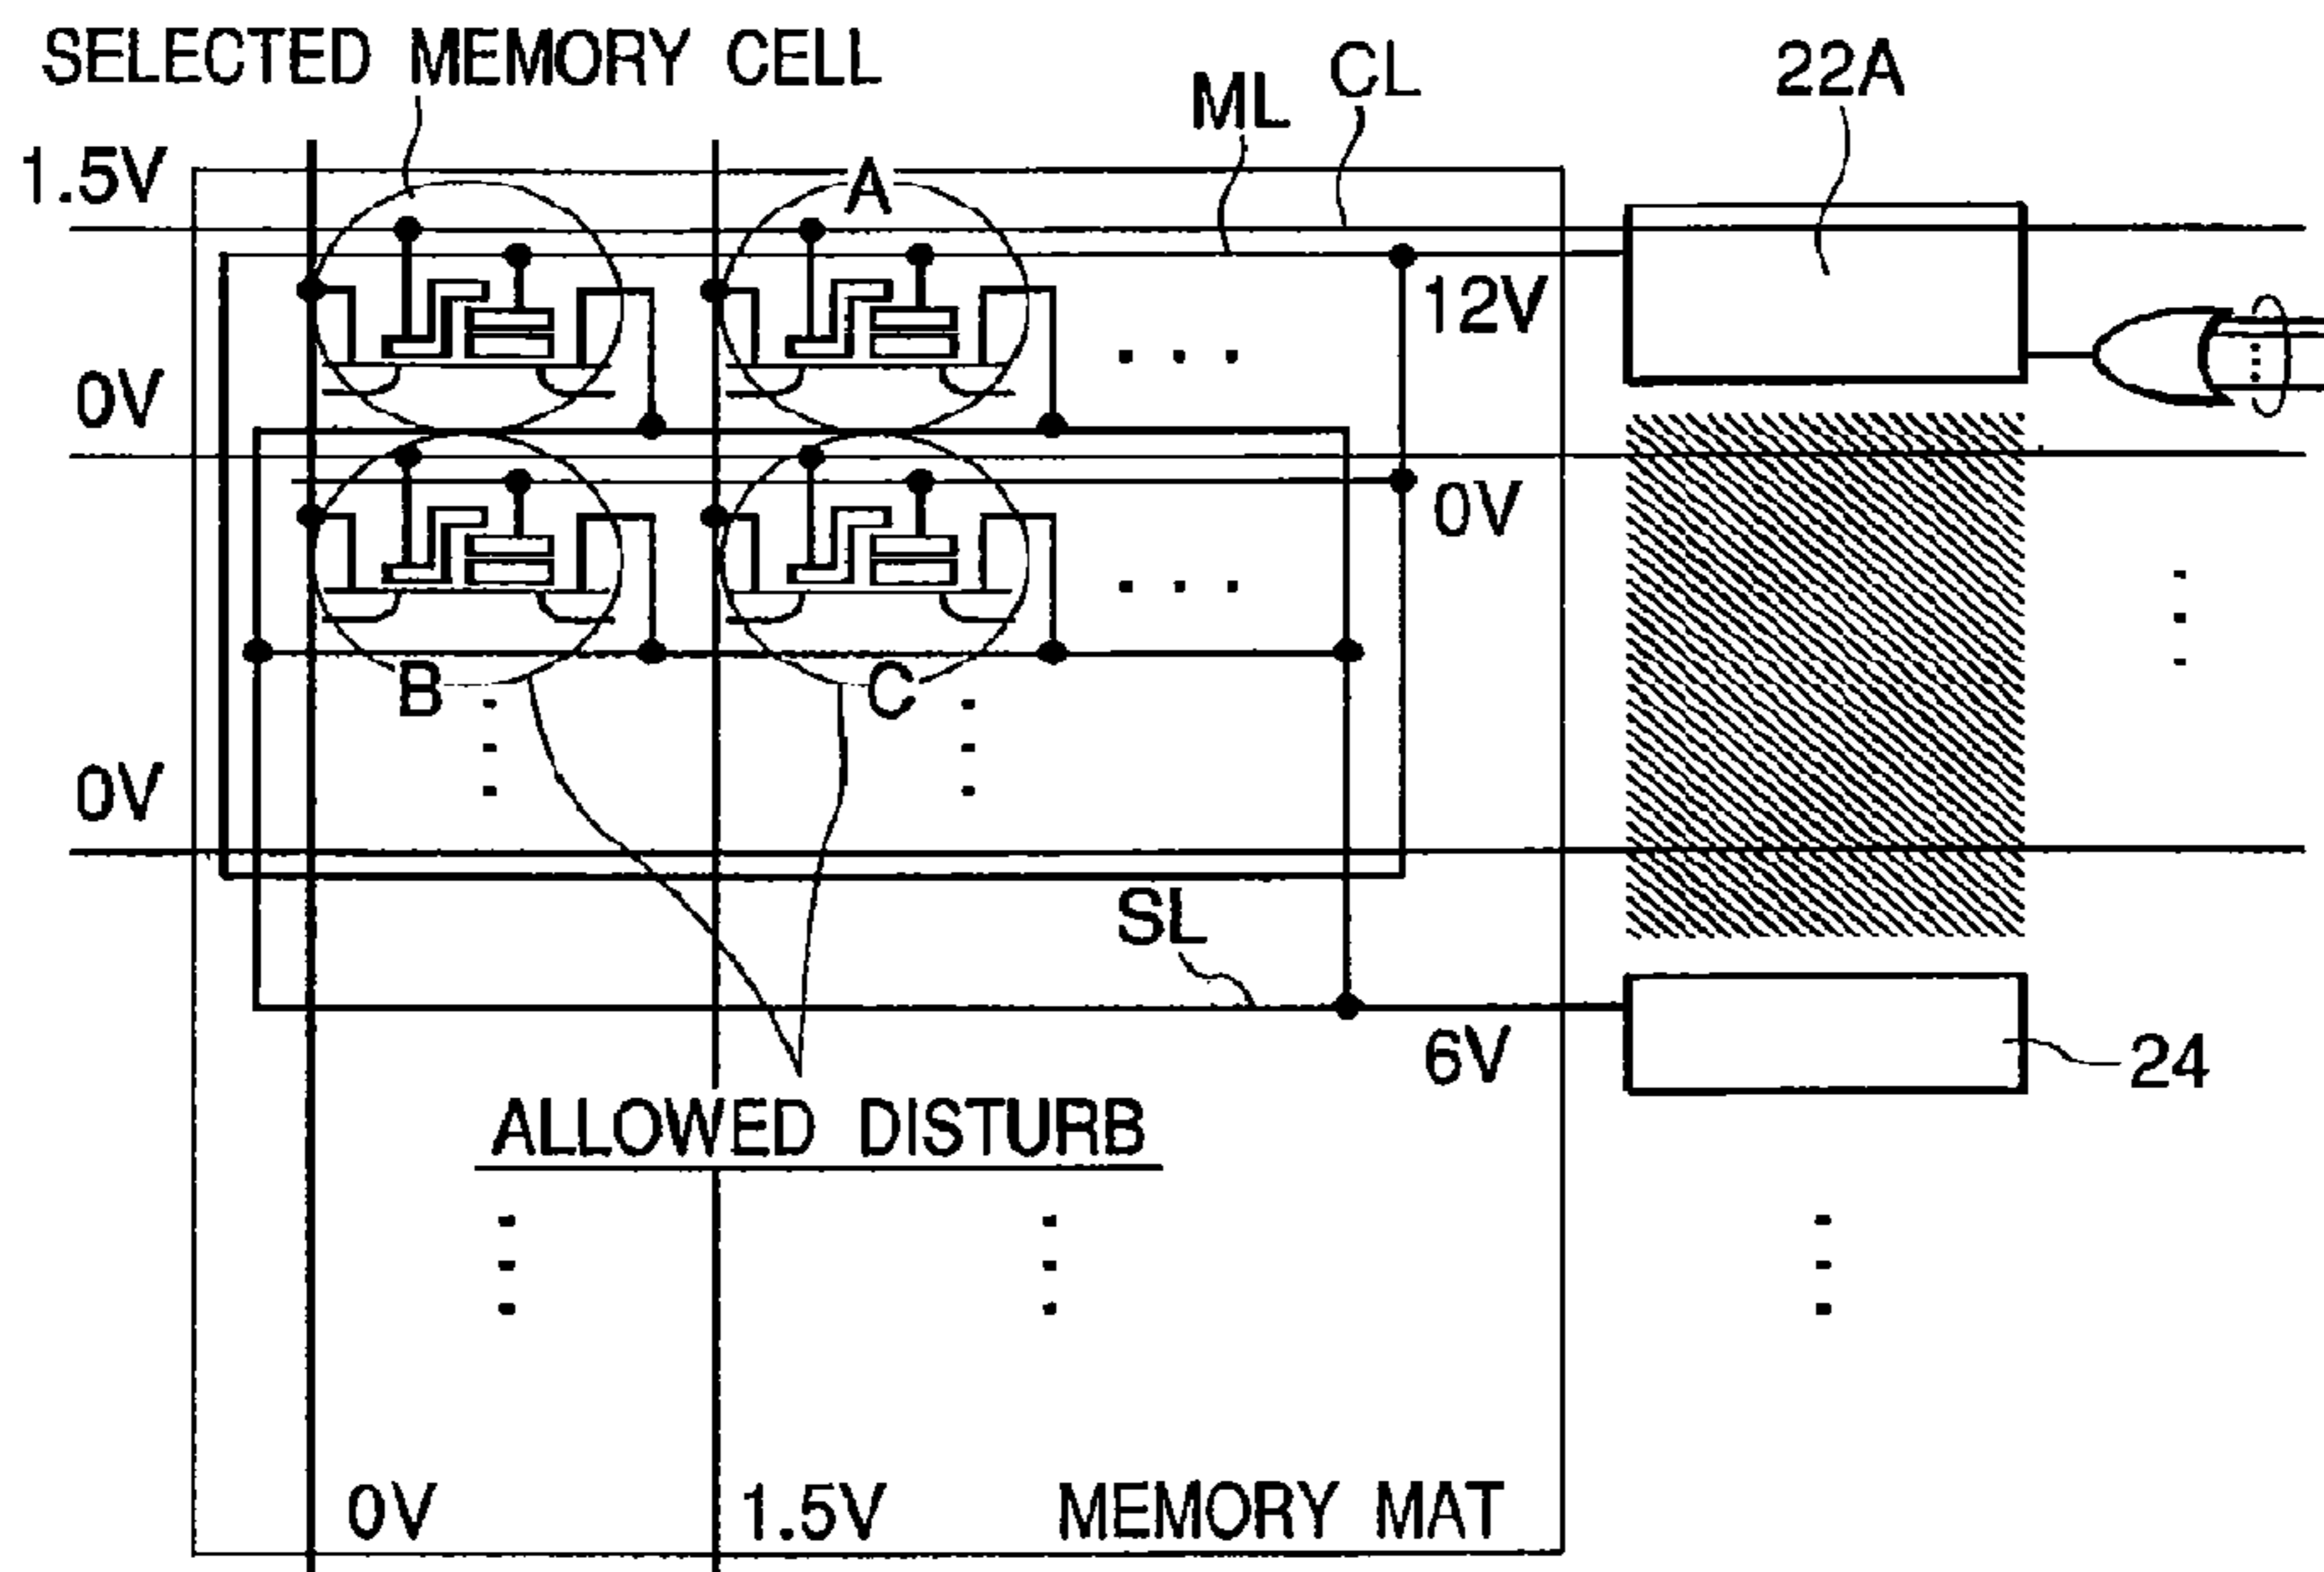 SELECTED MEMORY CELL
ML
CL
22A
1.5V
A
12V
0V
0V
B
C
0V
SL
6V
24
ALLOWED DISTURB
0V
1.5V
MEMORY MAT